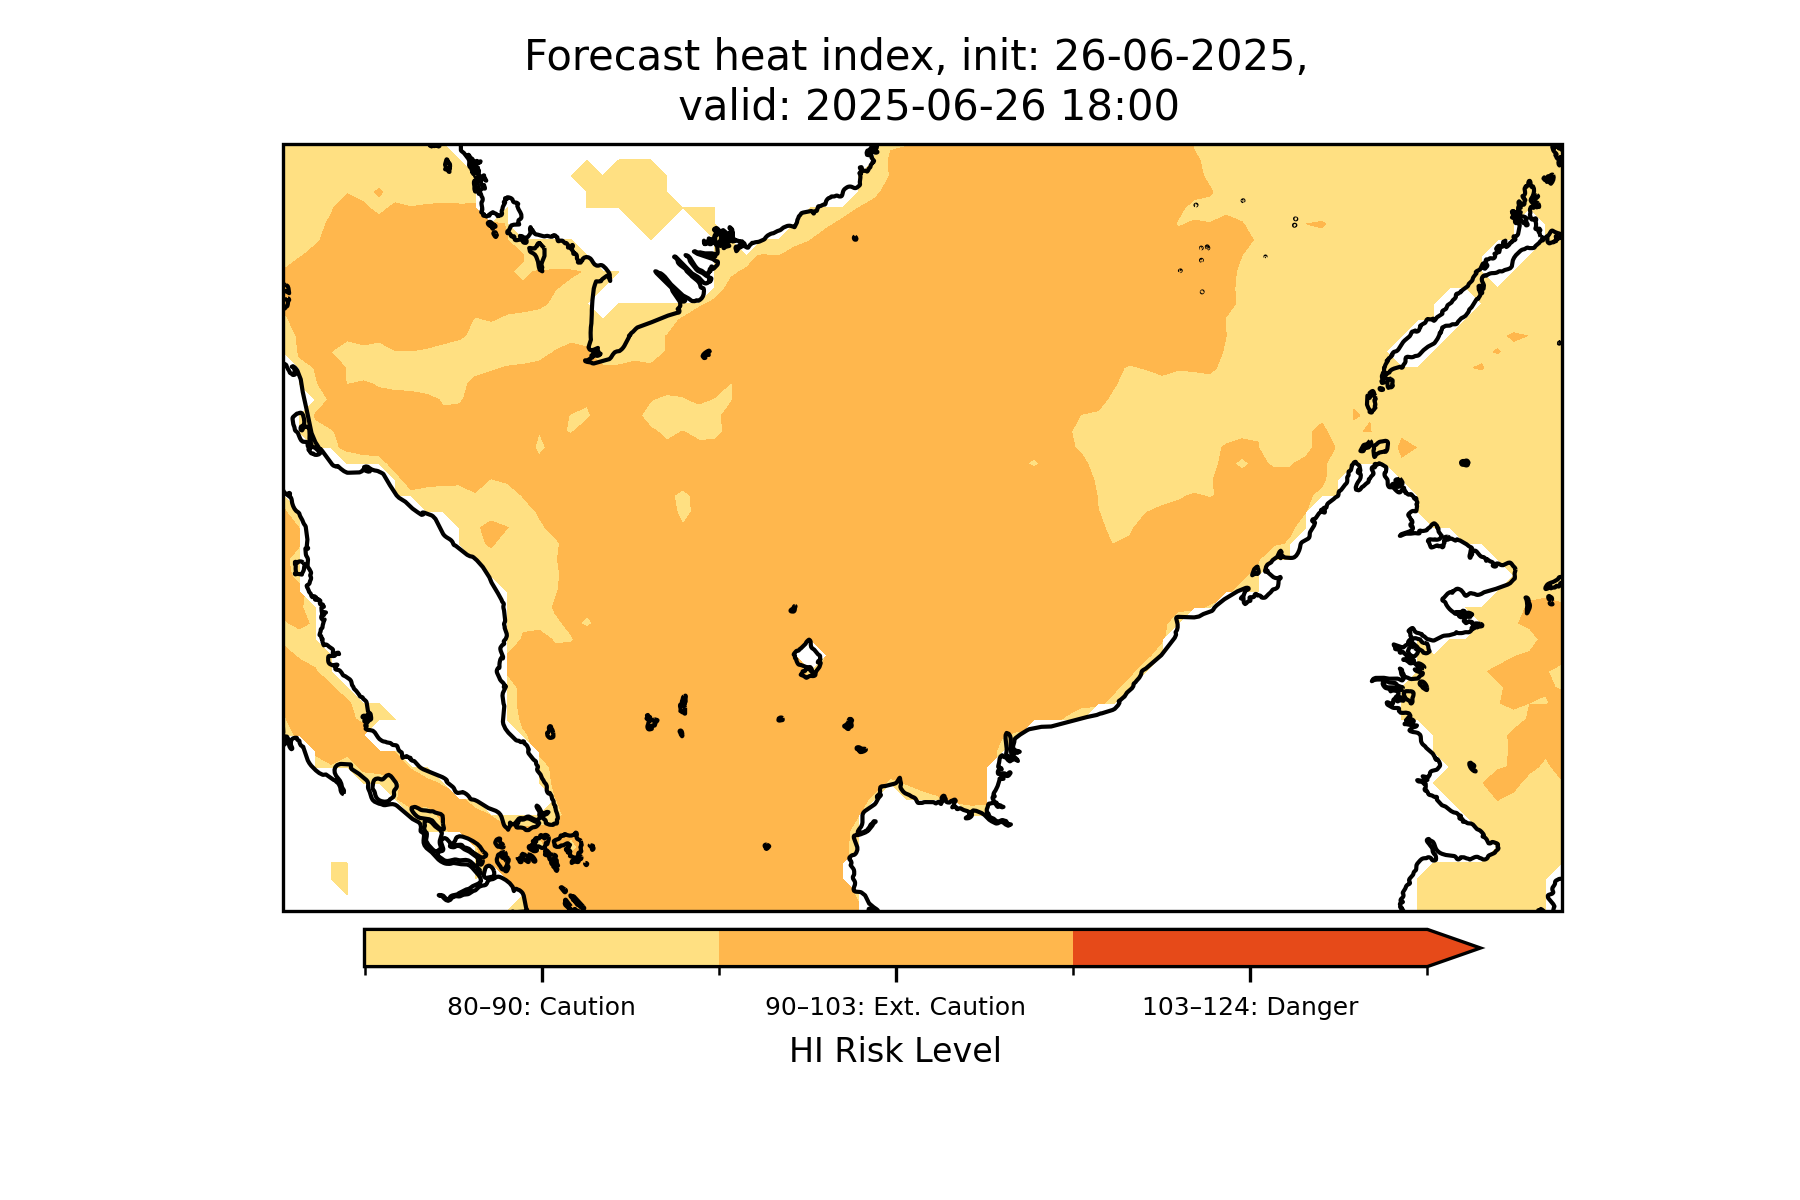 Forecast heat index, init: 26-06-2025,
valid: 2025-06-26 18:00
80–90: Caution
90–103: Ext. Caution
103–124: Danger
HI Risk Level